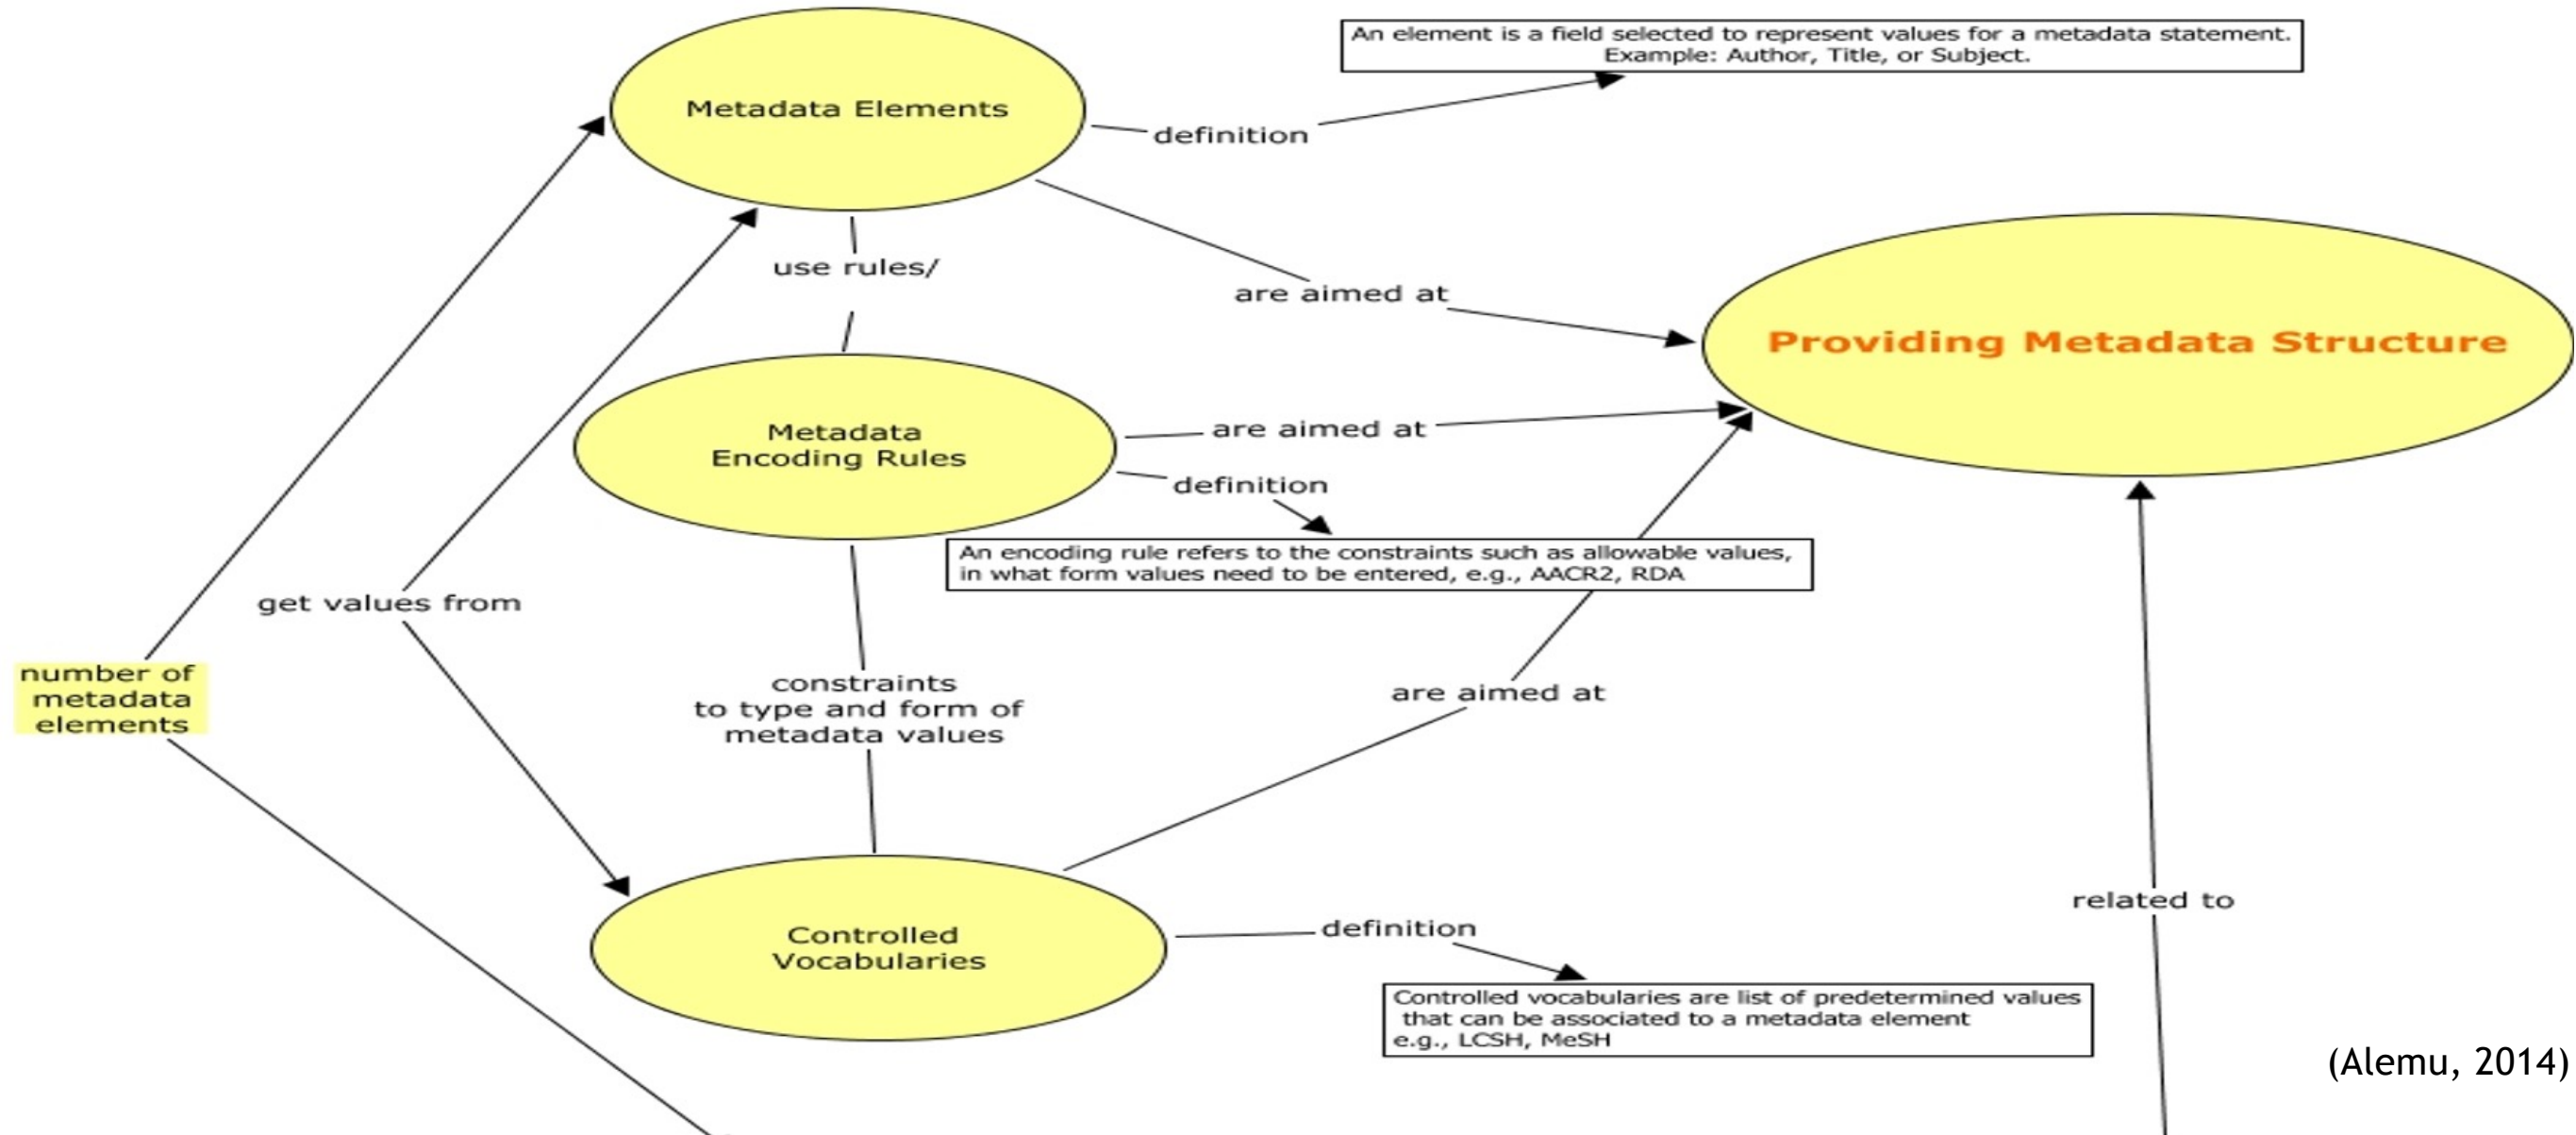 An element is a field selected to represent values for a metadata statement.
Example: Author, Title, or Subject.
Metadata Elements
definition
use rules/
are aimed at
Providing Metadata Structure
Metadata
Encoding Rules
are aimed at
definition
An encoding rule refers to the constraints such as allowable values,
in what form values need to be entered, e.g., AACR2, RDA
get values from
number of
metadata
elements
constraints
to type and form of
metadata values
are aimed at
related to
Controlled
Vocabularies
definition
Controlled vocabularies are list of predetermined values
that can be associated to a metadata element
e.g., LCSH, MeSH
(Alemu, 2014)